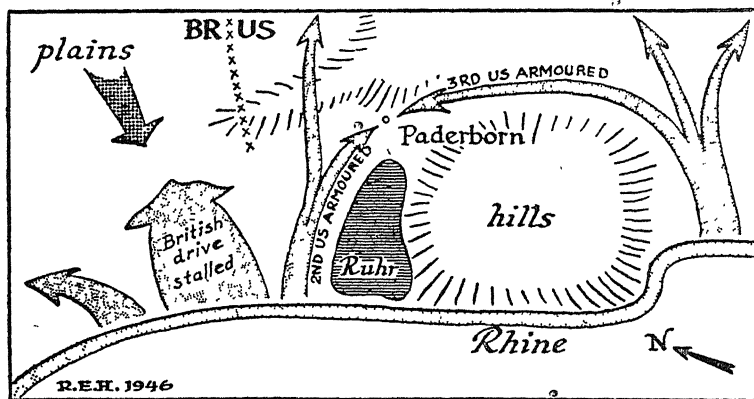 BR US
plains
3RD US ARMOURED
Paderborn
2ND US ARMOURED
British
drive
stalled
Ruhr
hills
Rhine
N
R.E.H. 1946